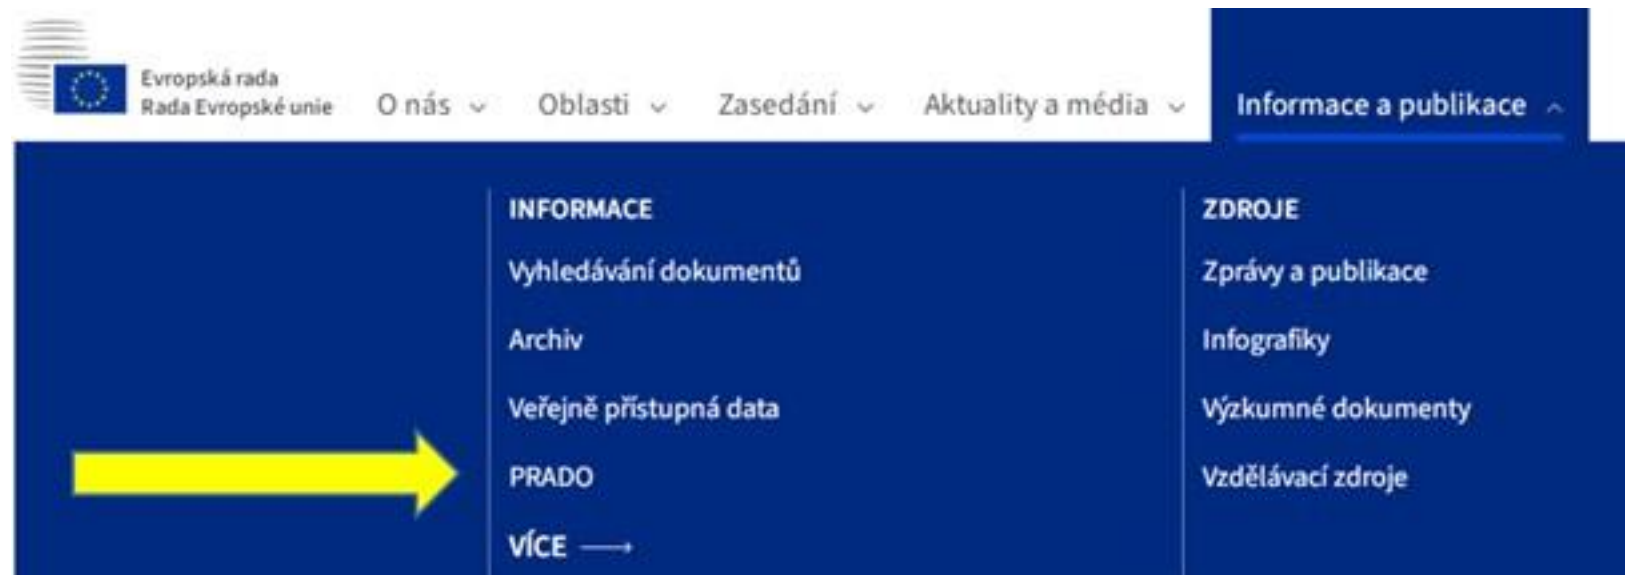 Evropská rada
Rada Evropské unie
O nás
Oblasti
Zasedání
Aktuality a média
Informace a publikace
INFORMACE
Vyhledávání dokumentů
Archiv
Veřejně přístupná data
PRADO
VÍCE
ZDROJE
Zprávy a publikace
Infografiky
Výzkumné dokumenty
Vzdělávací zdroje